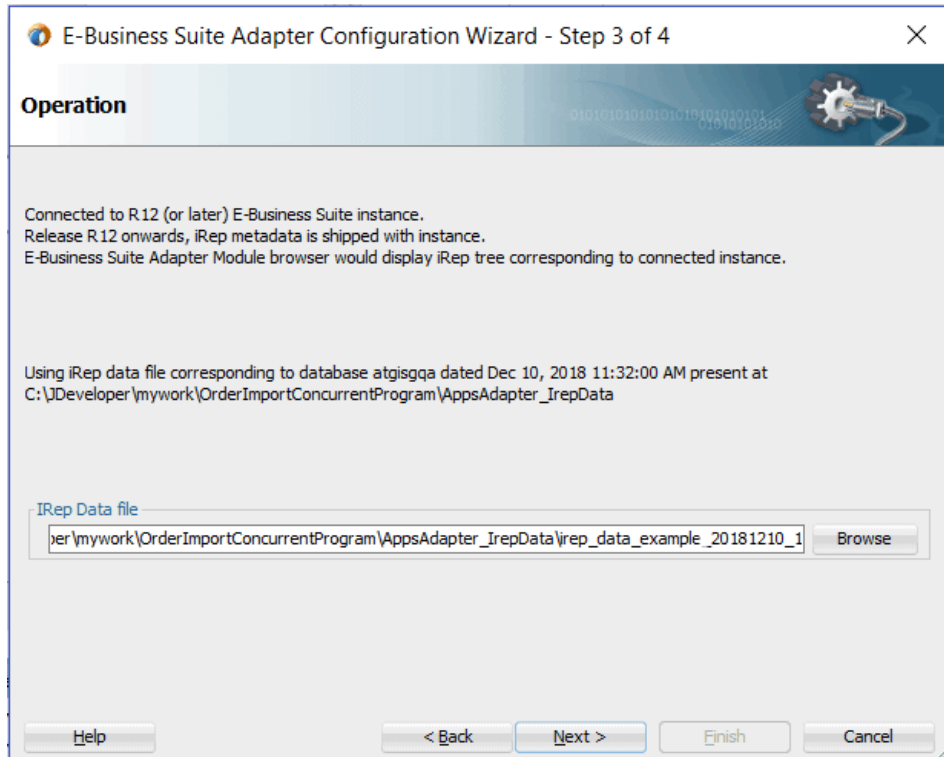 E-Business Suite Adapter Configuration Wizard - Step 3 of 4
Operation
Connected to R12 (or later) E-Business Suite instance.
Release R12 onwards, iRep metadata is shipped with instance.
E-Business Suite Adapter Module browser would display iRep tree corresponding to connected instance.
Using iRep data file corresponding to database atgisgqa dated Dec 10, 2018 11:32:00 AM present at
C:\JDeveloper\mywork\OrderImportConcurrentProgram\AppsAdapter_IrepData
IRep Data file
per\mywork\OrderImportConcurrentProgram\AppsAdapter_IrepData\irep_data_example_20181210_1 Browse
Help < Back Next > Finish Cancel